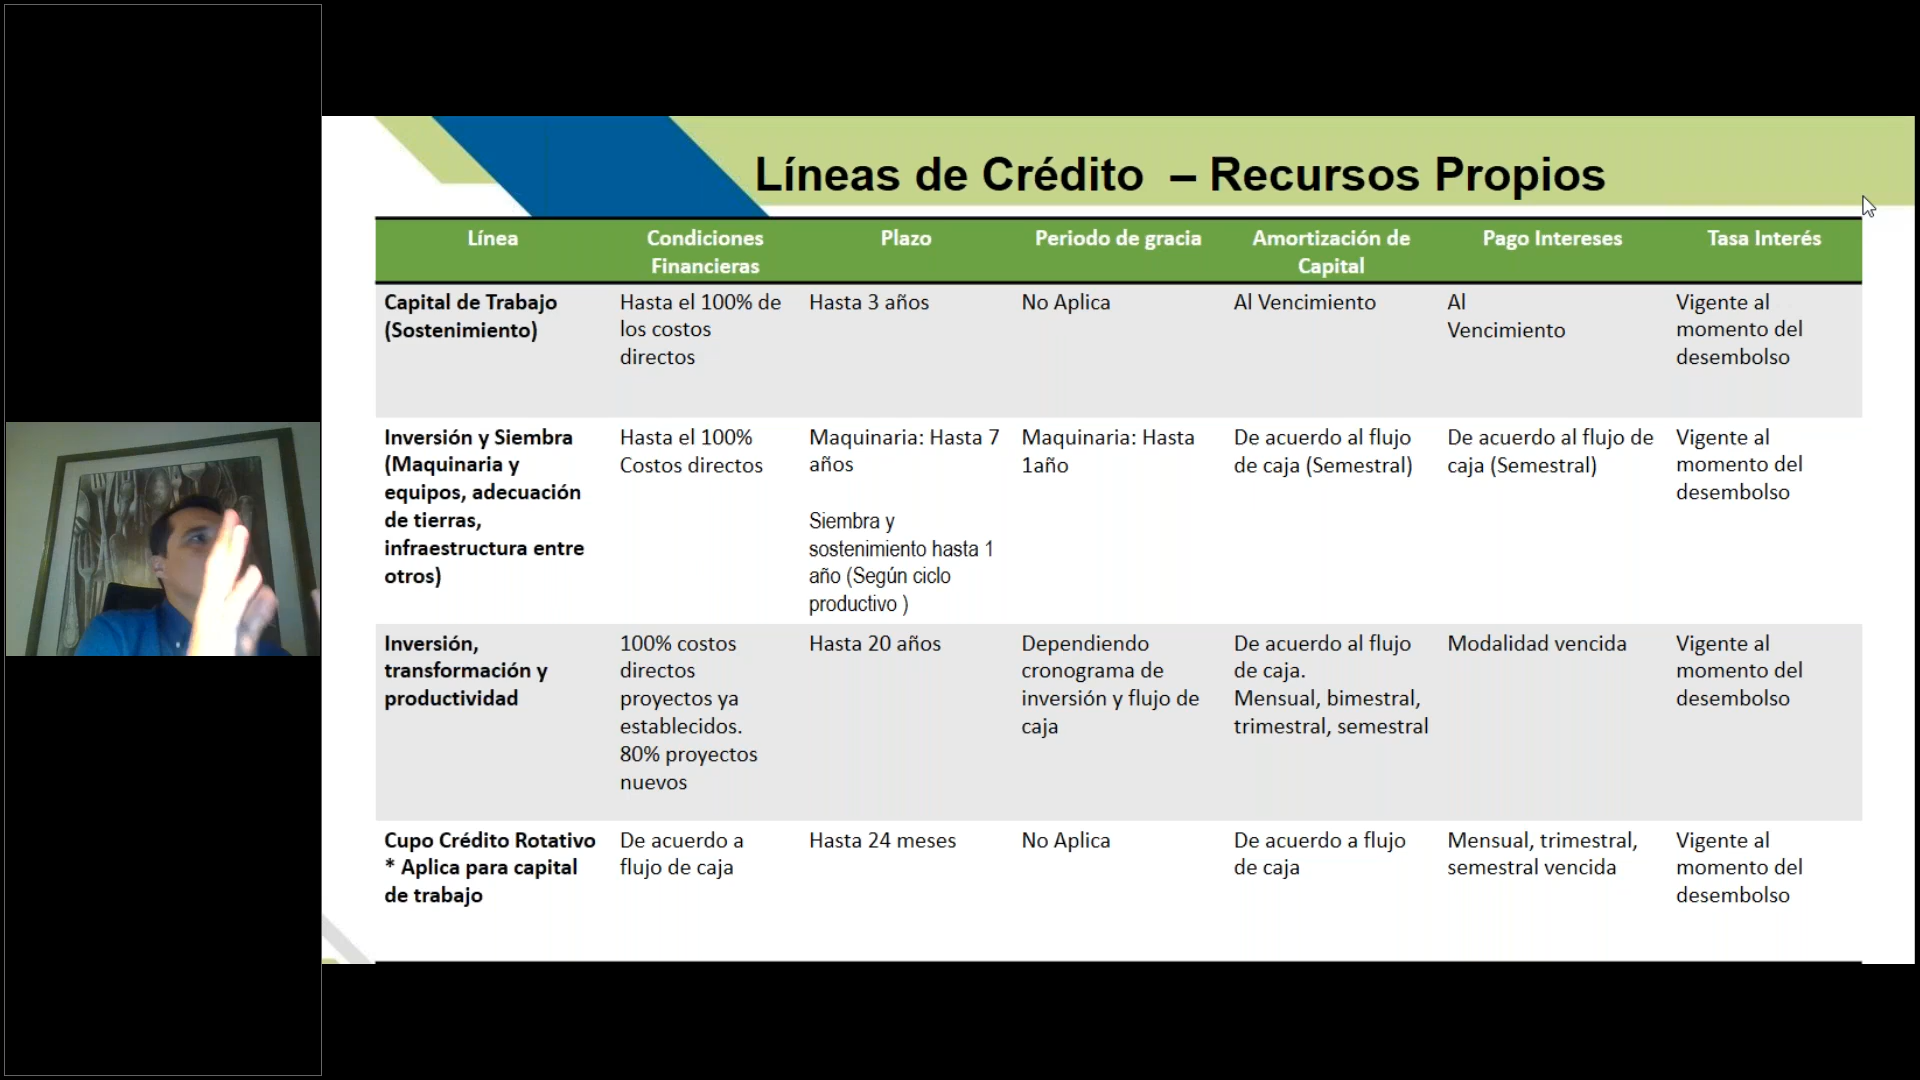 Líneas de Crédito – Recursos Propios
Línea
Condiciones
Financieras
Plazo
Periodo de gracia
Amortización de
Capital
Pago Intereses
Tasa Interés
Capital de Trabajo
(Sostenimiento)
Hasta el 100% de
los costos
directos
Hasta 3 años
No Aplica
Al Vencimiento
Al
Vencimiento
Vigente al
momento del
desembolso
Inversión y Siembra
(Maquinaria y
equipos, adecuación
de tierras,
infraestructura entre
otros)
Hasta el 100%
Costos directos
Maquinaria: Hasta 7
años
Siembra y
sostenimiento hasta 1
año (Según ciclo
productivo )
Maquinaria: Hasta
1año
De acuerdo al flujo
de caja (Semestral)
De acuerdo al flujo de
caja (Semestral)
Vigente al
momento del
desembolso
Inversión,
transformación y
productividad
100% costos
directos
proyectos ya
establecidos.
80% proyectos
nuevos
Hasta 20 años
Dependiendo
cronograma de
inversión y flujo de
caja
De acuerdo al flujo
de caja.
Mensual, bimestral,
trimestral, semestral
Modalidad vencida
Vigente al
momento del
desembolso
Cupo Crédito Rotativo
* Aplica para capital
de trabajo
De acuerdo a
flujo de caja
Hasta 24 meses
No Aplica
De acuerdo a flujo
de caja
Mensual, trimestral,
semestral vencida
Vigente al
momento del
desembolso